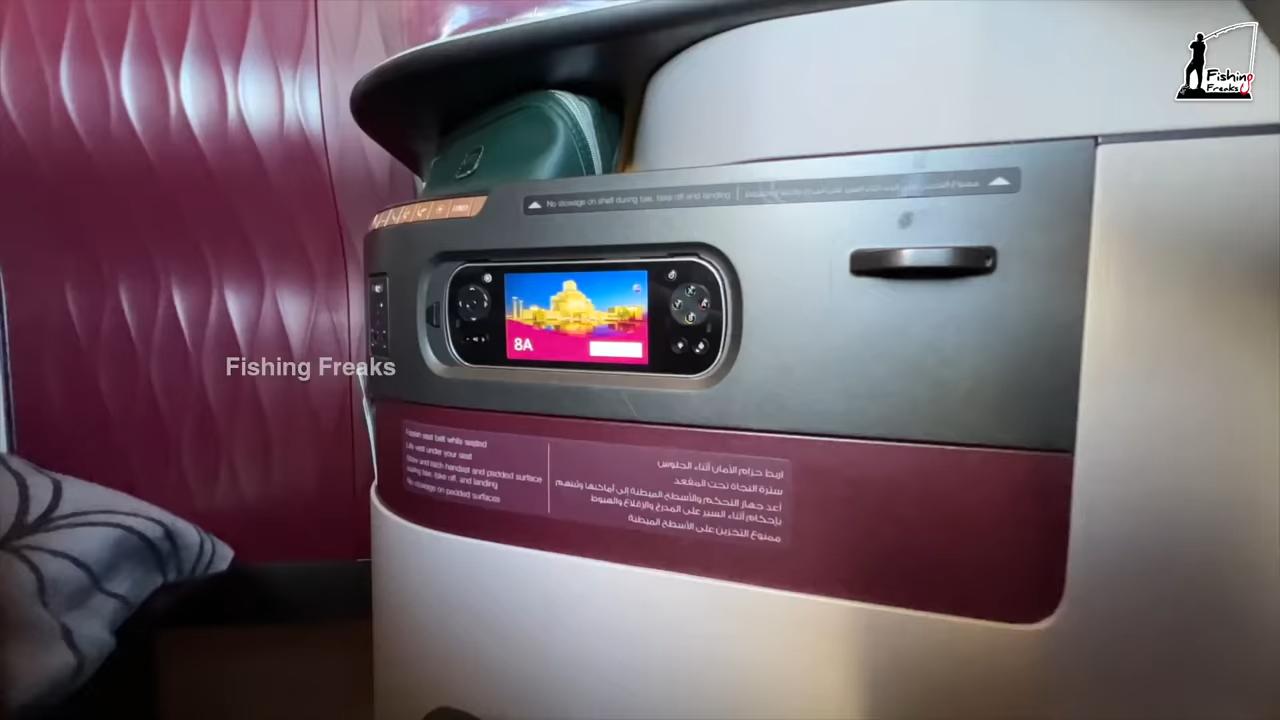 Fishing
Freaks
No stowage on shelf during taxi, take off and landing
8A
Fishing Freaks
Fasten seat belt while seated
Life vest under your seat
Stow and latch handset and padded surface
during taxi, take off, and landing
No stowage on padded surfaces
اربط حزام الأمان أثناء الجلوس
سترة النجاة تحت المقعد
أعد جهاز التحكم والأسطح المبطنة إلى أماكنها وثبتهم
بإحكام أثناء السير على المدرج والإقلاع والهبوط
ممنوع التخزين على الأسطح المبطنة